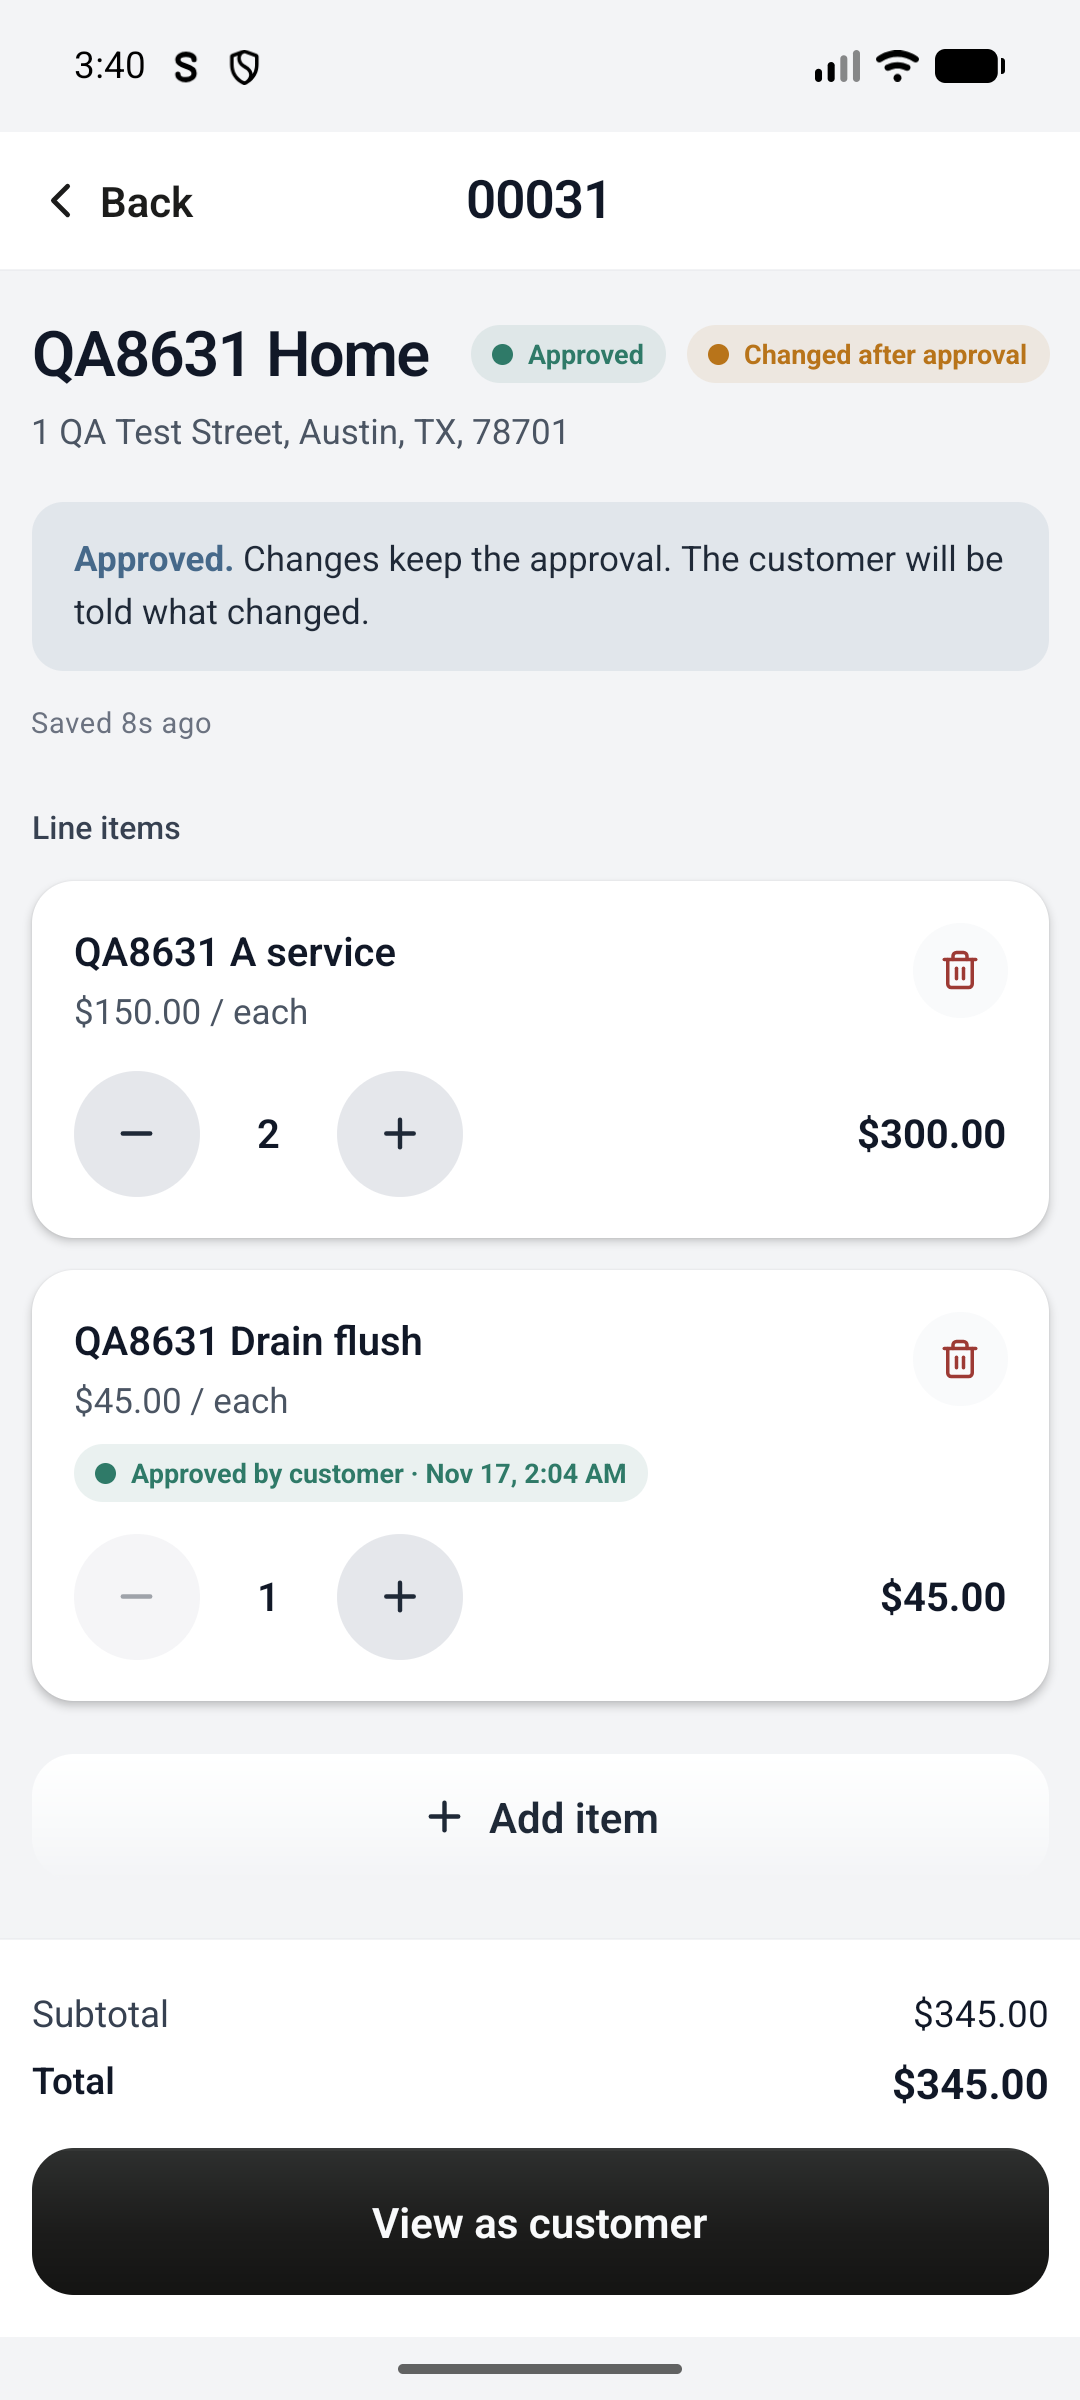 3:40 S
Back
00031
QA8631 Home
Approved
Changed after approval
1 QA Test Street, Austin, TX, 78701
Approved. Changes keep the approval. The customer will be
told what changed.
Saved 8s ago
Line items
QA8631 A service
$150.00 / each
2
$300.00
QA8631 Drain flush
$45.00 / each
Approved by customer · Nov 17, 2:04 AM
1
$45.00
Add item
Subtotal
$345.00
Total
$345.00
View as customer